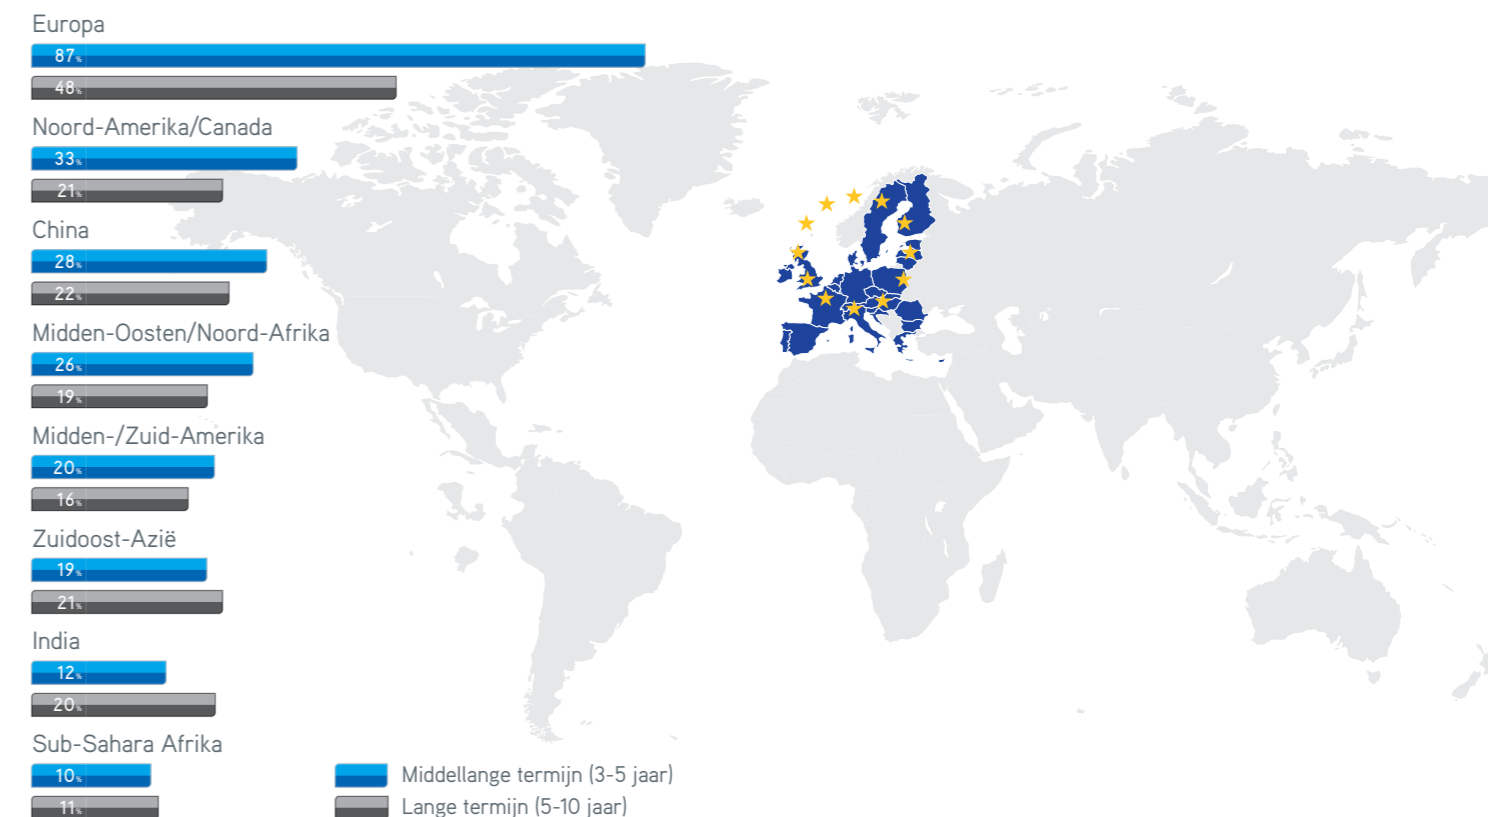 Europa
87%
48%
Noord-Amerika/Canada
33%
21%
China
28%
22%
Midden-Oosten/Noord-Afrika
26%
19%
Midden-/Zuid-Amerika
20%
16%
Zuidoost-Azië
19%
21%
India
12%
20%
Sub-Sahara Afrika
10%
11%
Middellange termijn (3-5 jaar)
Lange termijn (5-10 jaar)